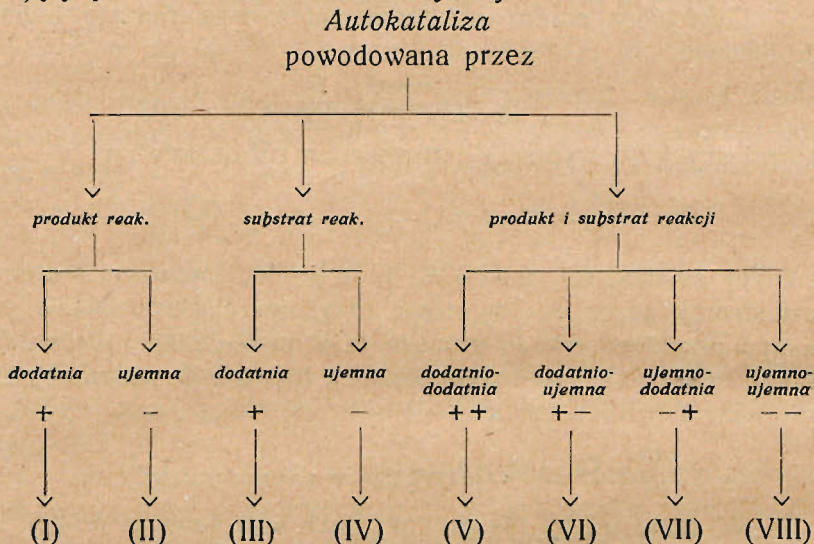 Autokataliza
powodowana przez
produkt reak. substrat reak. produkt i substrat reakcji
dodatnia ujemna dodatnia ujemna dodatnio- dodatnio- ujemno- ujemno-
dodatnia ujemna dodatnia ujemna
+ — + — + + + — — + — —
(I) (II) (III) (IV) (V) (VI) (VII) (VIII)